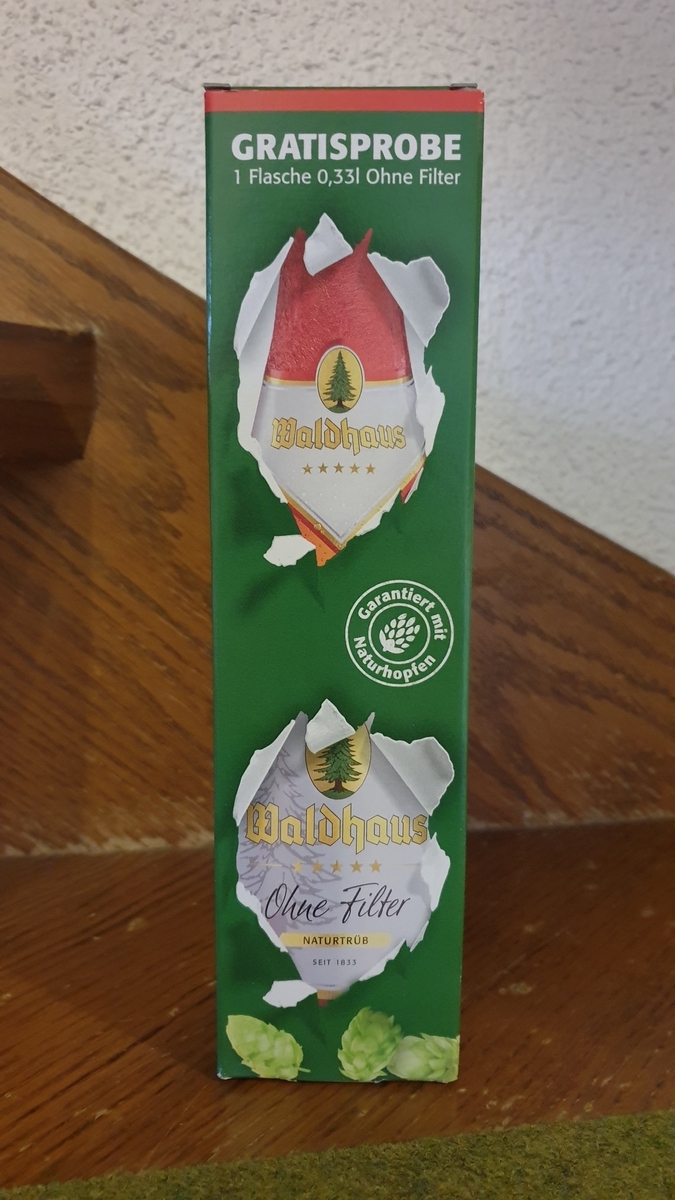 GRATISPROBE
1 Flasche 0,33l Ohne Filter
Waldhaus
Garantiert mit
Naturhopfen
Waldhaus
Ohne Filter
NATURTRÜB
SEIT 1833